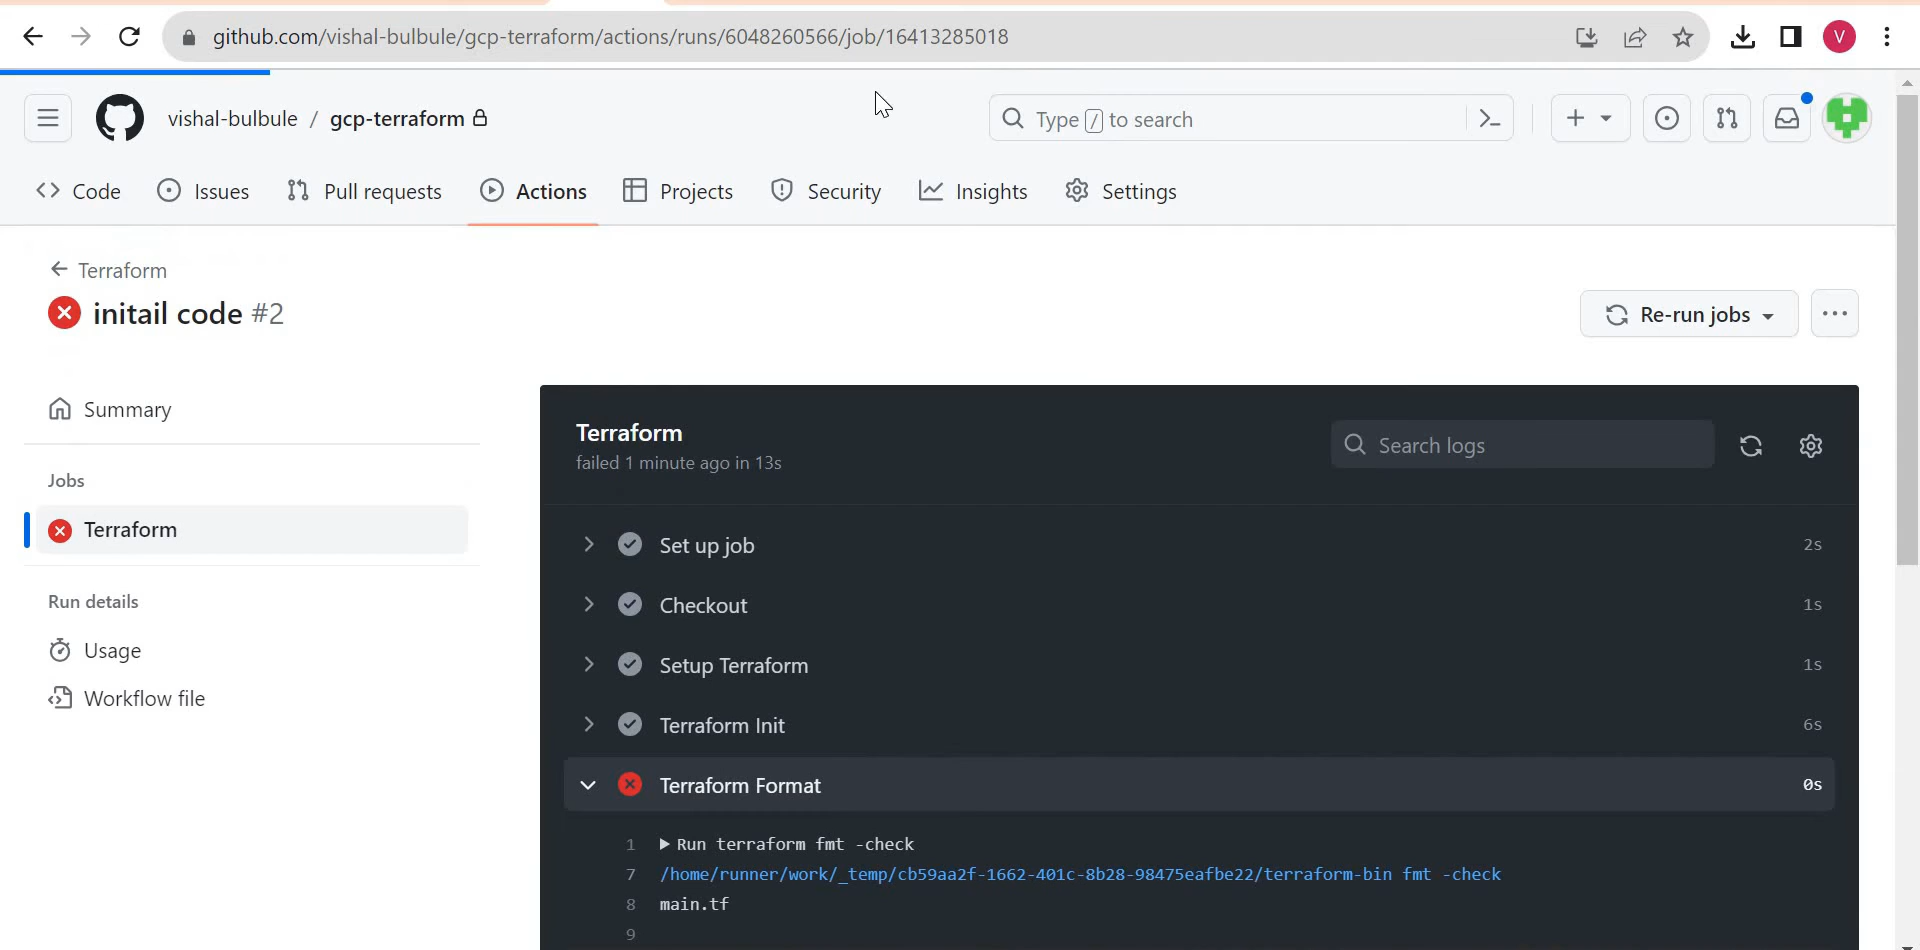 github.com/vishal-bulbule/gcp-terraform/actions/runs/6048260566/job/16413285018
V
vishal-bulbule / gcp-terraform
Type / to search
Code
Issues
Pull requests
Actions
Projects
Security
Insights
Settings
Terraform
initail code #2
Re-run jobs
Summary
Jobs
Terraform
Run details
Usage
Workflow file
Terraform
failed 1 minute ago in 13s
Search logs
Set up job 2s
Checkout 1s
Setup Terraform 1s
Terraform Init 6s
Terraform Format 0s
1 Run terraform fmt -check
7 /home/runner/work/_temp/cb59aa2f-1662-401c-8b28-98475eafbe22/terraform-bin fmt -check
8 main.tf
9